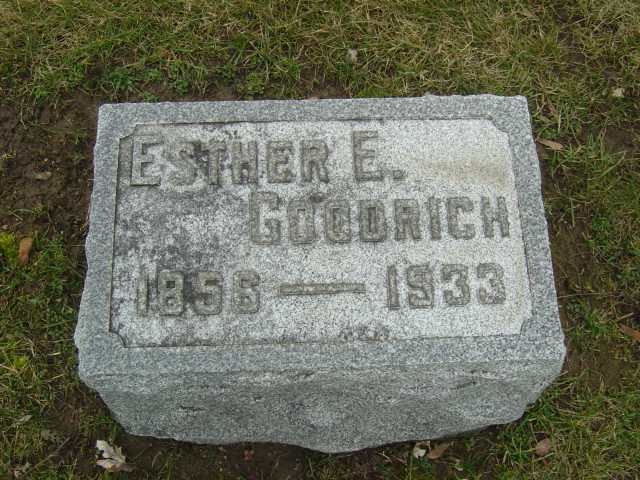 ESTHER E.
GOODRICH
1856 — 1933